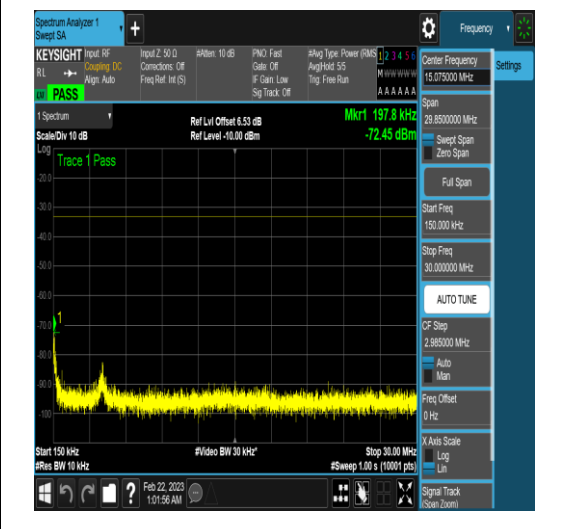 Spectrum Analyzer 1
Swept SA
Frequency
KEYSIGHT
RL
PASS
Input: RF
Coupling: DC
Align: Auto
Input Z: 50 Ω
Corrections: Off
Freq Ref: Int (S)
#Atten: 10 dB
PNO: Fast
Gate: Off
IF Gain: Low
Sig Track: Off
#Avg Type: Power (RMS
Avg|Hold: 5/5
Trig: Free Run
1 2 3 4 5 6
M w w w w w
A A A A A A
1 Spectrum
Scale/Div 10 dB
Ref Lvl Offset 6.53 dB
Ref Level -10.00 dBm
Mkr1 197.8 kHz
-72.45 dBm
Log
Trace 1 Pass
-20.0
-30.0
-40.0
-50.0
-60.0
-70.0
-80.0
-90.0
-100
1
Start 150 kHz
#Res BW 10 kHz
#Video BW 30 kHz*
Stop 30.00 MHz
#Sweep 1.00 s (10001 pts)
Feb 22, 2023
1:01:56 AM
Center Frequency
15.075000 MHz
Settings
Span
29.8500000 MHz
Swept Span
Zero Span
Full Span
Start Freq
150.000 kHz
Stop Freq
30.000000 MHz
AUTO TUNE
CF Step
2.985000 MHz
Auto
Man
Freq Offset
0 Hz
X Axis Scale
Log
Lin
Signal Track
(Span Zoom)